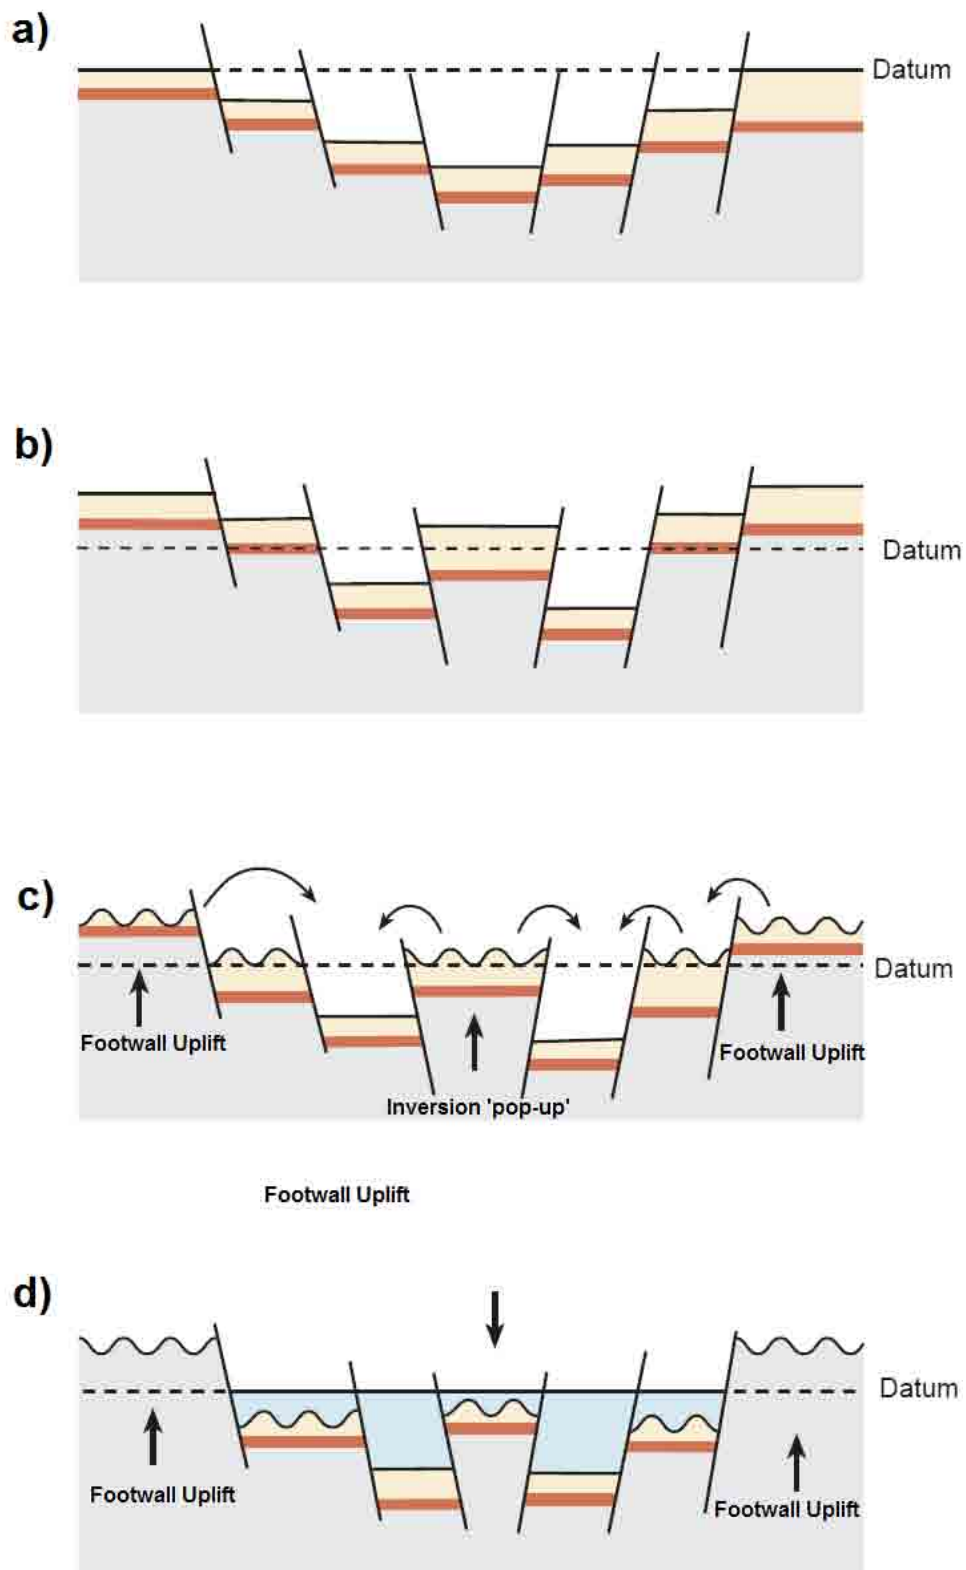 a)
Datum
b)
Datum
c)
Datum
Footwall Uplift
Footwall Uplift
Inversion 'pop-up'
Footwall Uplift
d)
Datum
Footwall Uplift
Footwall Uplift